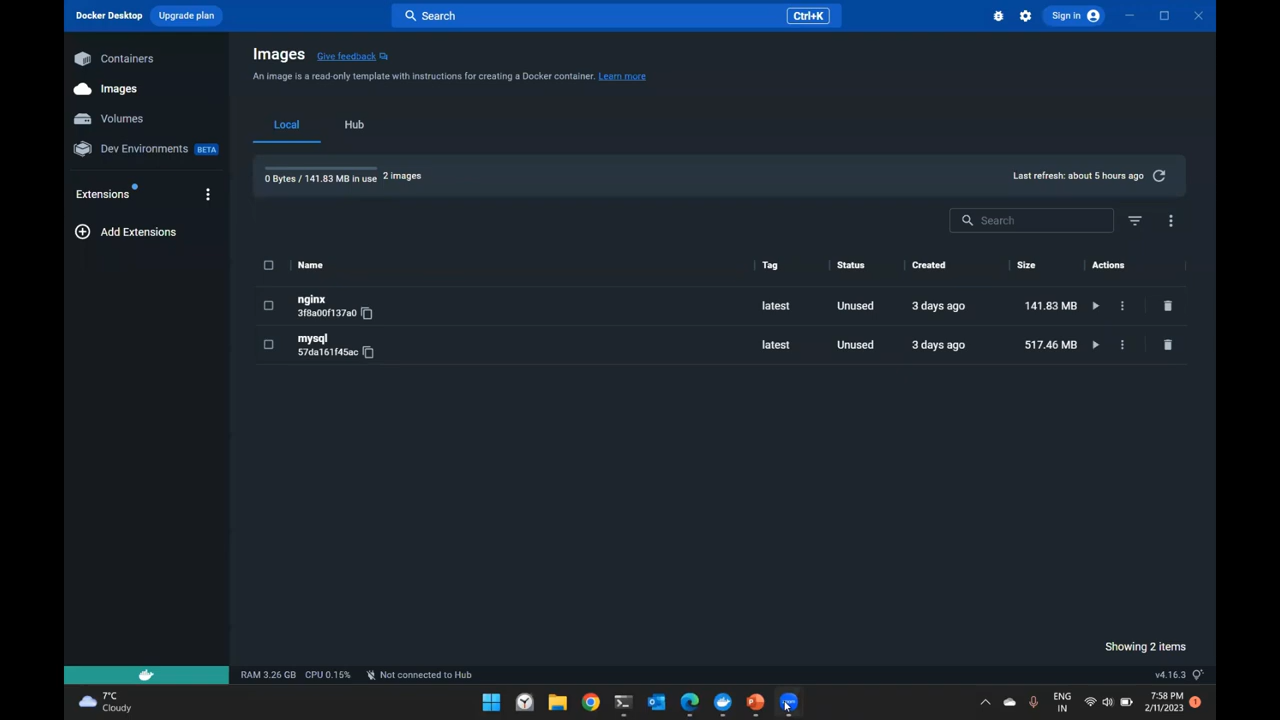 Docker Desktop Upgrade plan Search Ctrl+K Sign in
Containers
Images
Volumes
Dev Environments BETA
Extensions
Add Extensions
Images Give feedback
An image is a read-only template with instructions for creating a Docker container. Learn more
Local Hub
0 Bytes / 141.83 MB in use 2 images Last refresh: about 5 hours ago
Search
Name Tag Status Created Size Actions
nginx
3f8a00f137a0 latest Unused 3 days ago 141.83 MB
mysql
57da161f45ac latest Unused 3 days ago 517.46 MB
Showing 2 items
RAM 3.26 GB CPU 0.15% Not connected to Hub v4.16.3
7°C
Cloudy
ENG
IN
7:58 PM
2/11/2023
1